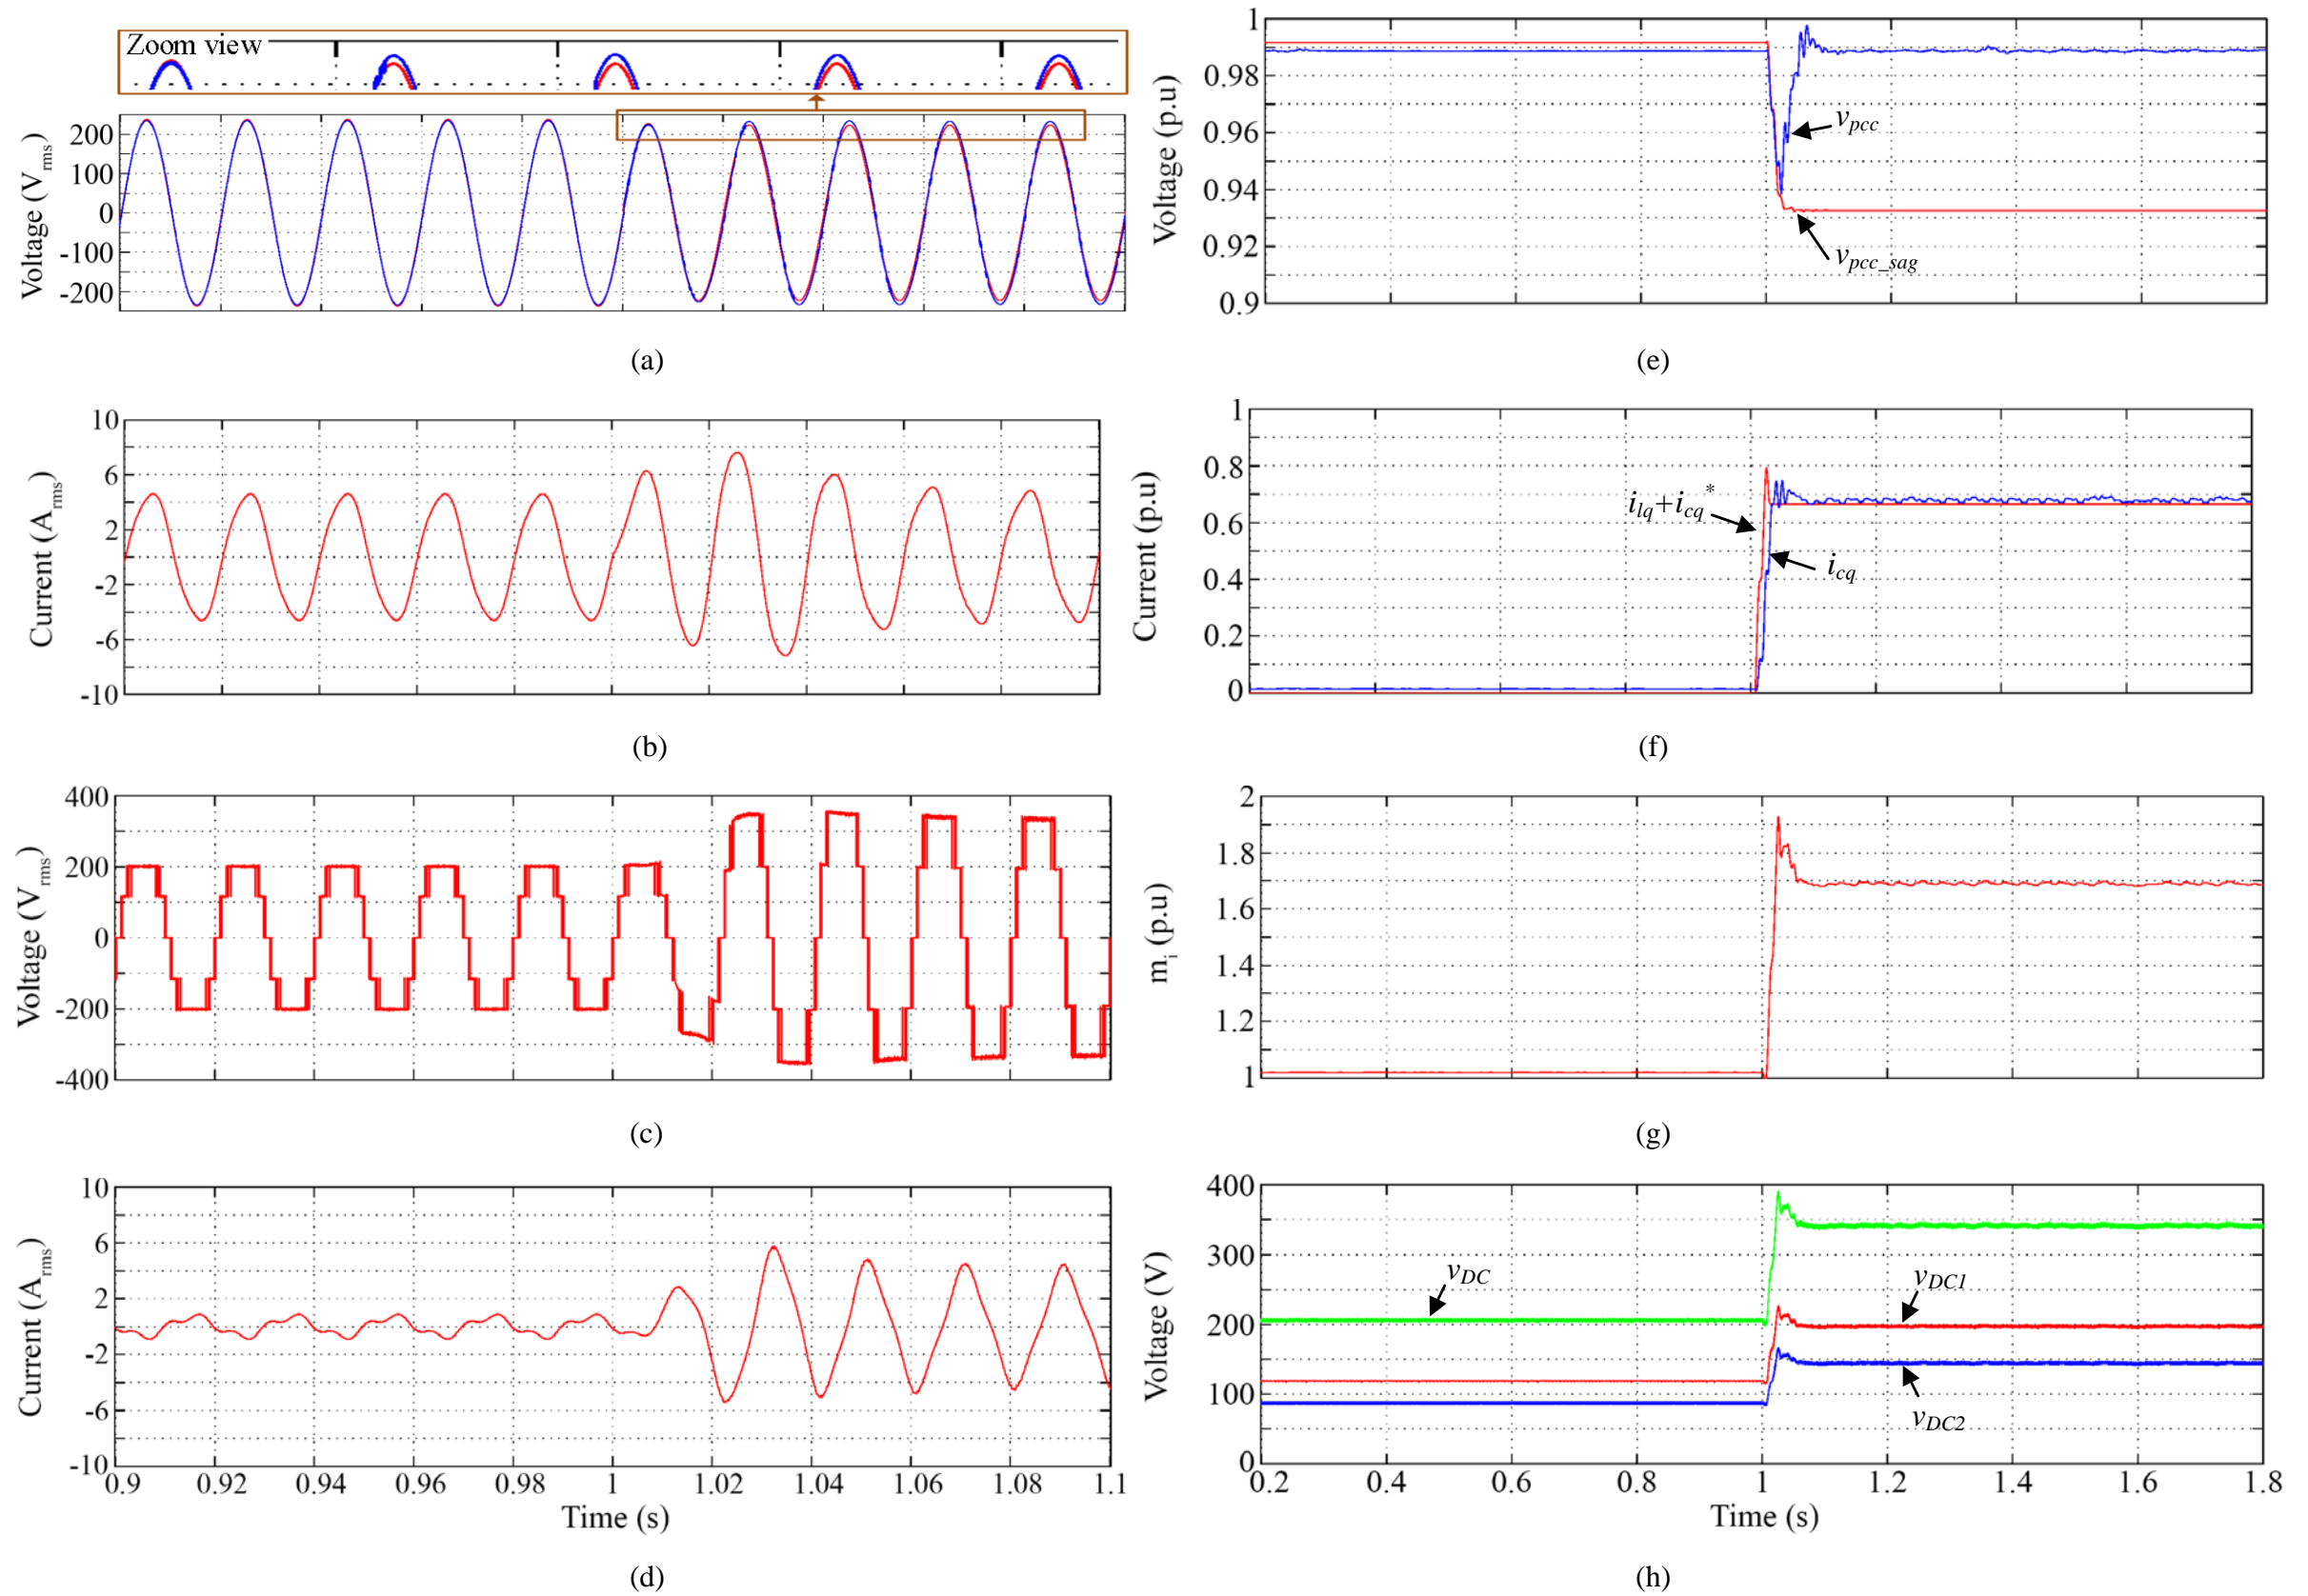 Zoom view
200
100
0
-100
-200
Voltage (Vrms)
(a)
10
6
2
-2
-6
-10
Current (Arms)
(b)
400
200
0
-200
-400
Voltage (Vrms)
(c)
10
6
2
-2
-6
-10
Current (Arms)
0.9 0.92 0.94 0.96 0.98 1 1.02 1.04 1.06 1.08 1.1
Time (s)
(d)
1
0.98
0.96
0.94
0.92
0.9
Voltage (p.u)
vpcc
vpcc_sag
(e)
1
0.8
0.6
0.4
0.2
0
Current (p.u)
ilq+icq*
icq
(f)
2
1.8
1.6
1.4
1.2
1
mi (p.u)
(g)
400
300
200
100
0
Voltage (V)
vDC
vDC1
vDC2
0.2 0.4 0.6 0.8 1 1.2 1.4 1.6 1.8
Time (s)
(h)